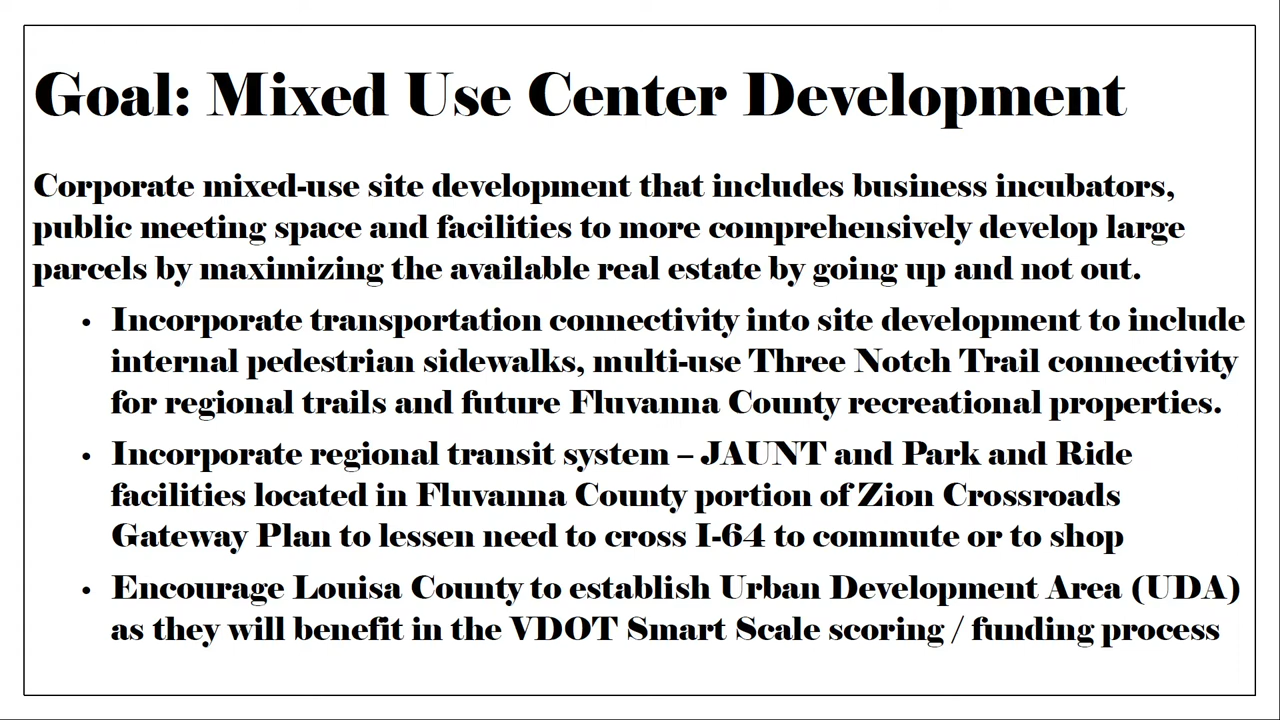 Goal: Mixed Use Center Development
Corporate mixed-use site development that includes business incubators,
public meeting space and facilities to more comprehensively develop large
parcels by maximizing the available real estate by going up and not out.
• Incorporate transportation connectivity into site development to include
internal pedestrian sidewalks, multi-use Three Notch Trail connectivity
for regional trails and future Fluvanna County recreational properties.
• Incorporate regional transit system – JAUNT and Park and Ride
facilities located in Fluvanna County portion of Zion Crossroads
Gateway Plan to lessen need to cross I-64 to commute or to shop
• Encourage Louisa County to establish Urban Development Area (UDA)
as they will benefit in the VDOT Smart Scale scoring / funding process